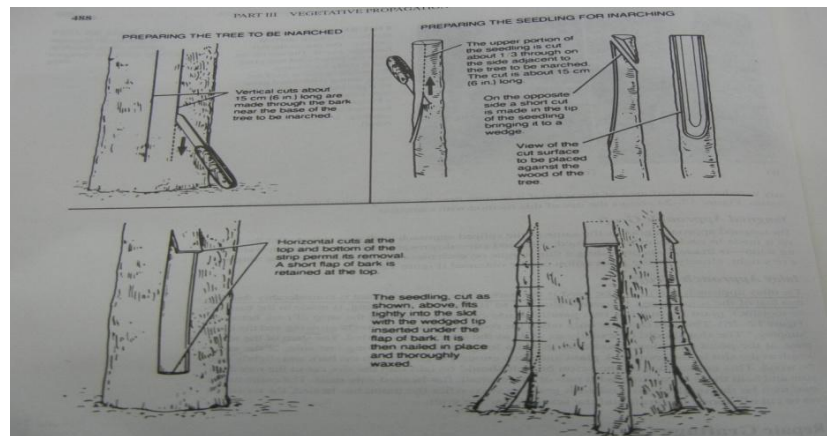 488
PART III VEGETATIVE PROPAGATION
PREPARING THE TREE TO BE INARCHED
Vertical cuts about
15 cm (6 in.) long are
made through the bark
near the base of the
tree to be inarched.
PREPARING THE SEEDLING FOR INARCHING
The upper portion of
the seedling is cut
about 1/3 through on
the side adjacent to
the tree to be inarched.
The cut is about 15 cm
(6 in.) long.
On the opposite
side a short cut
is made in the tip
of the seedling
bringing it to a
wedge.
View of the
cut surface
to be placed
against the
wood of the
tree.
Horizontal cuts at the
top and bottom of the
strip permit its removal.
A short flap of bark is
retained at the top.
The seedling, cut as
shown, above, fits
tightly into the slot
with the wedged tip
inserted under the
flap of bark. It is
then nailed in place
and thoroughly
waxed.